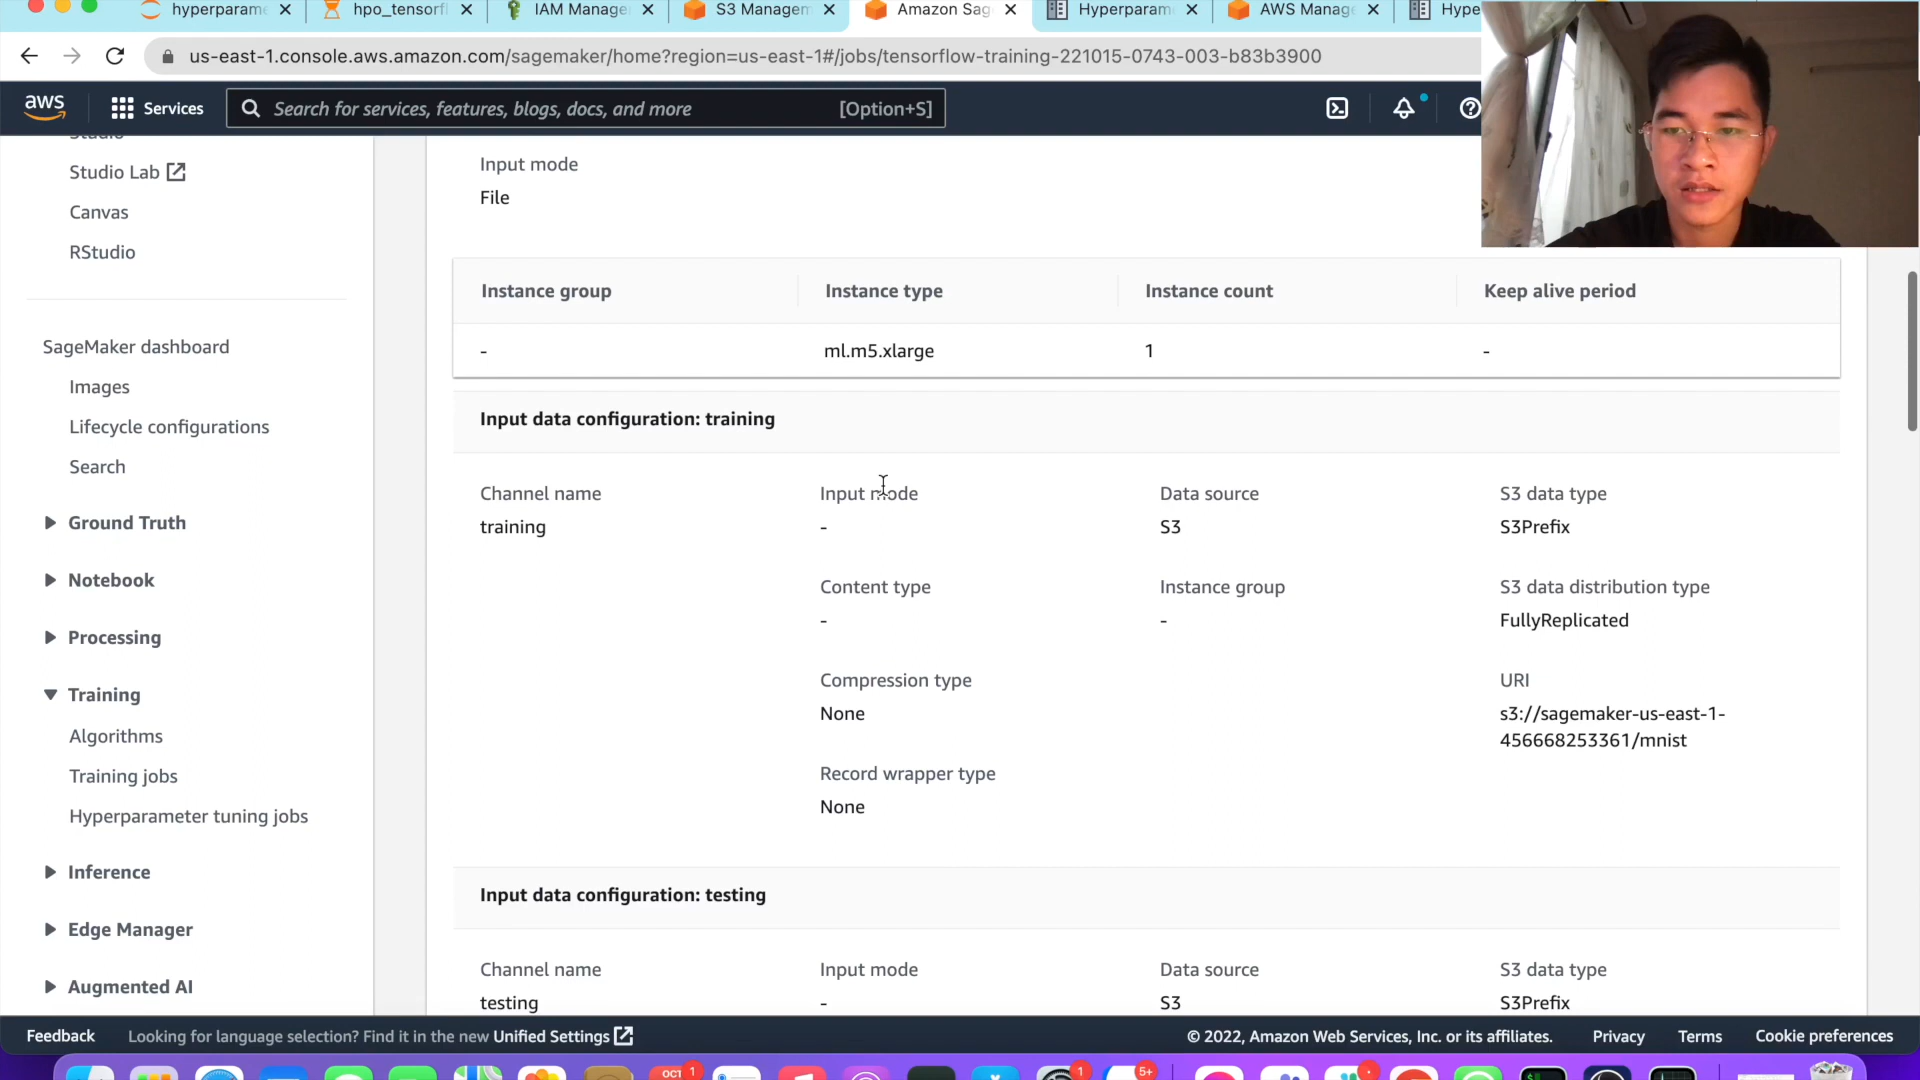 hyperparame
hpo_tensorfl
IAM Manage
S3 Managem
Amazon Sag
Hyperparam
AWS Manag
Hype
us-east-1.console.aws.amazon.com/sagemaker/home?region=us-east-1#/jobs/tensorflow-training-221015-0743-003-b83b3900
aws
Services
Search for services, features, blogs, docs, and more
[Option+S]
Studio
Studio Lab
Canvas
RStudio
SageMaker dashboard
Images
Lifecycle configurations
Search
Ground Truth
Notebook
Processing
Training
Algorithms
Training jobs
Hyperparameter tuning jobs
Inference
Edge Manager
Augmented AI
Input mode
File
Instance group Instance type Instance count Keep alive period
- ml.m5.xlarge 1 -
Input data configuration: training
Channel name Input mode Data source S3 data type
training - S3 S3Prefix
Content type Instance group S3 data distribution type
- - FullyReplicated
Compression type URI
None s3://sagemaker-us-east-1-
456668253361/mnist
Record wrapper type
None
Input data configuration: testing
Channel name Input mode Data source S3 data type
testing - S3 S3Prefix
Feedback Looking for language selection? Find it in the new Unified Settings © 2022, Amazon Web Services, Inc. or its affiliates. Privacy Terms Cookie preferences
OCT 1 1 5+